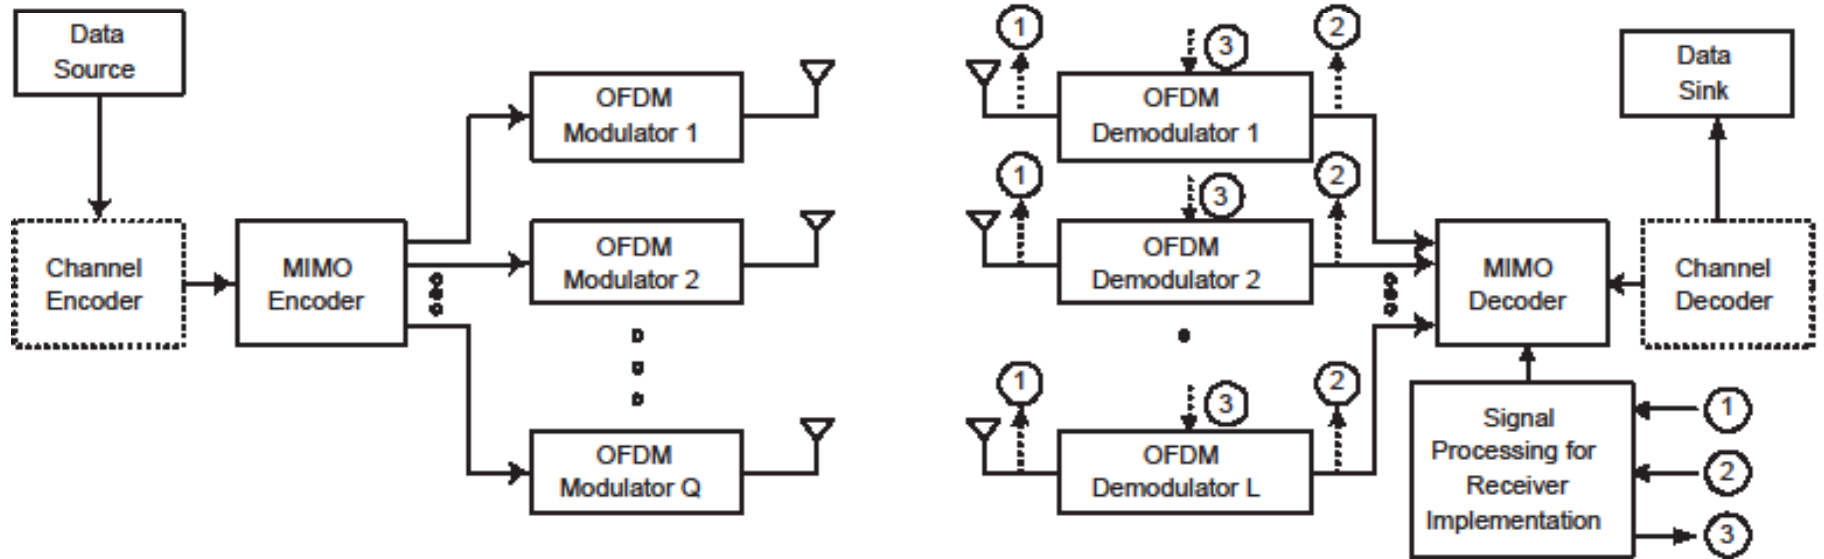 Data
Source
Channel
Encoder
MIMO
Encoder
OFDM
Modulator 1
OFDM
Modulator 2
OFDM
Modulator Q
1
3
2
OFDM
Demodulator 1
1
3
2
OFDM
Demodulator 2
1
3
2
OFDM
Demodulator L
Data
Sink
MIMO
Decoder
Channel
Decoder
Signal
Processing for
Receiver
Implementation
1
2
3